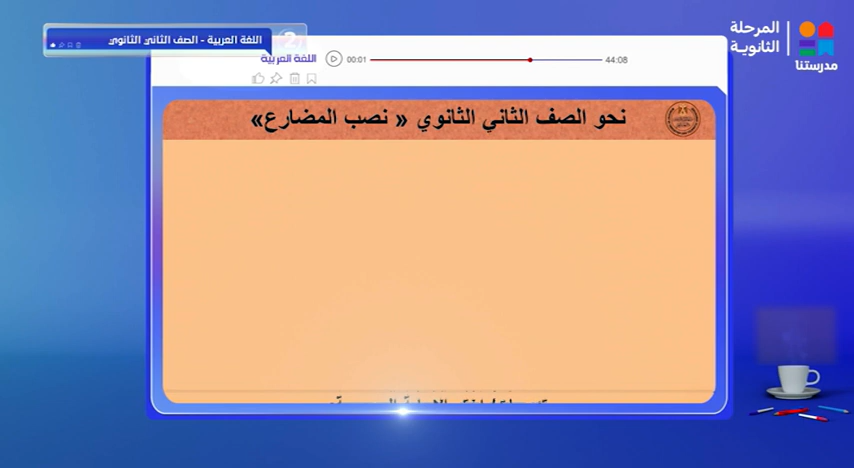 المرحلة
الثانوية
مدرستنا
اللغة العربية - الصف الثاني الثانوي
اللغة العربية
00:01
44:08
نحو الصف الثاني الثانوي « نصب المضارع»